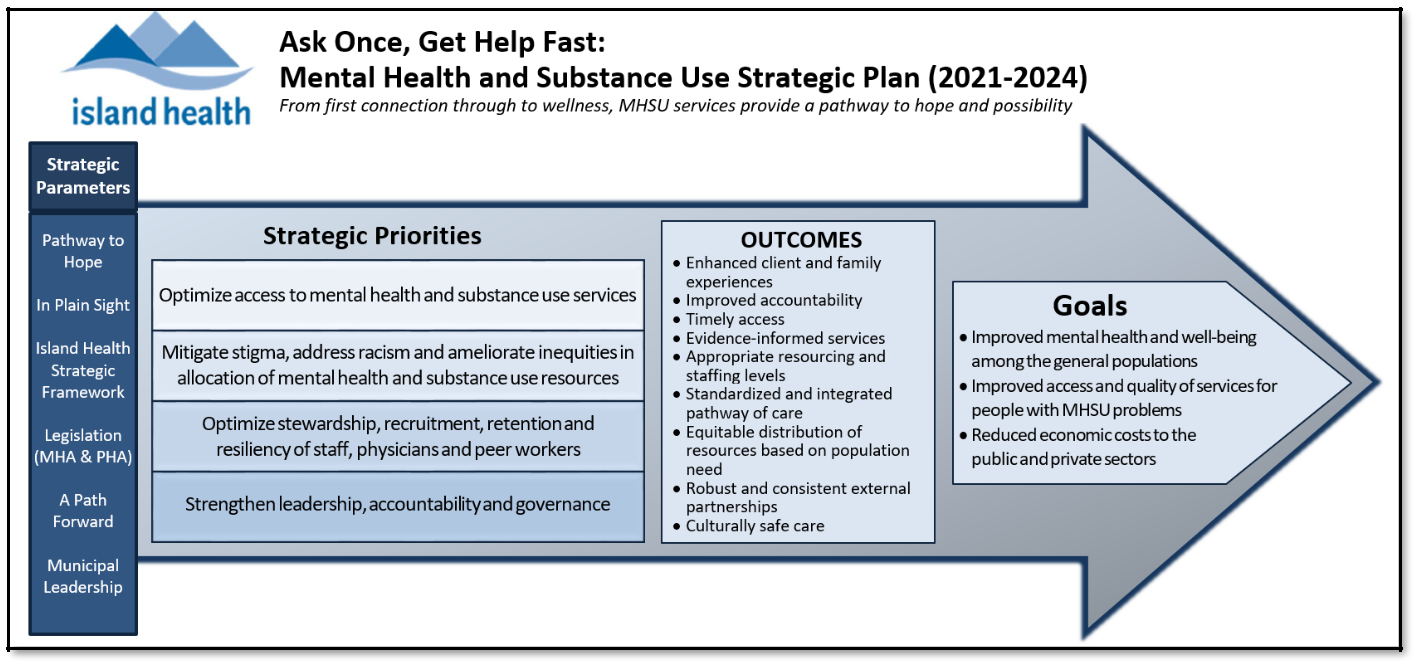 island health
Ask Once, Get Help Fast:
Mental Health and Substance Use Strategic Plan (2021-2024)
From first connection through to wellness, MHSU services provide a pathway to hope and possibility
Strategic
Parameters
Pathway to
Hope
In Plain Sight
Island Health
Strategic
Framework
Legislation
(MHA & PHA)
A Path
Forward
Municipal
Leadership
Strategic Priorities
Optimize access to mental health and substance use services
Mitigate stigma, address racism and ameliorate inequities in
allocation of mental health and substance use resources
Optimize stewardship, recruitment, retention and
resiliency of staff, physicians and peer workers
Strengthen leadership, accountability and governance
OUTCOMES
• Enhanced client and family
experiences
• Improved accountability
• Timely access
• Evidence-informed services
• Appropriate resourcing and
staffing levels
• Standardized and integrated
pathway of care
• Equitable distribution of
resources based on population
need
• Robust and consistent external
partnerships
• Culturally safe care
Goals
• Improved mental health and well-being
among the general populations
• Improved access and quality of services for
people with MHSU problems
• Reduced economic costs to the
public and private sectors